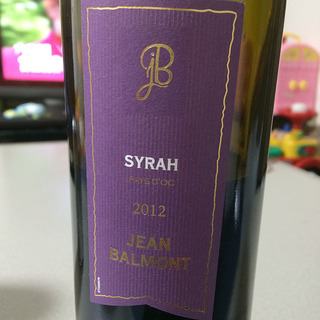 JB
SYRAH
PAYS D'OC
2012
JEAN
BALMONT